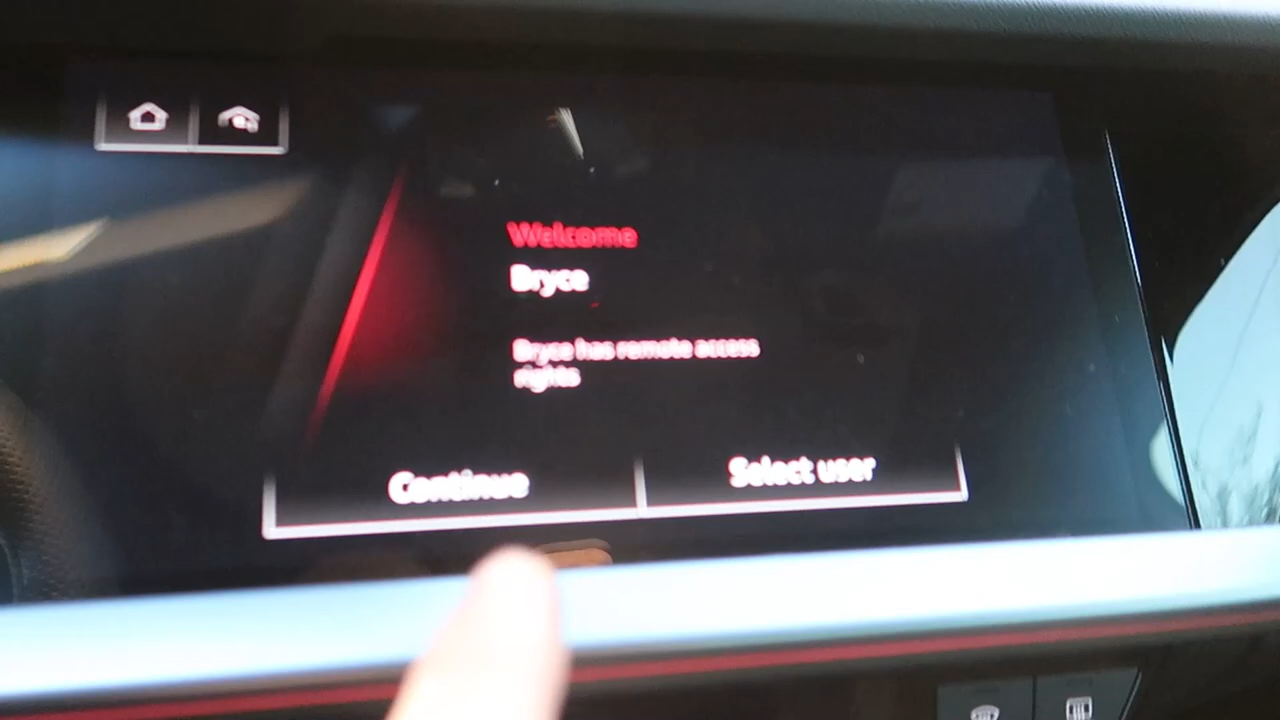 Welcome
Bryce
Bryce has remote access
rights
Continue
Select user